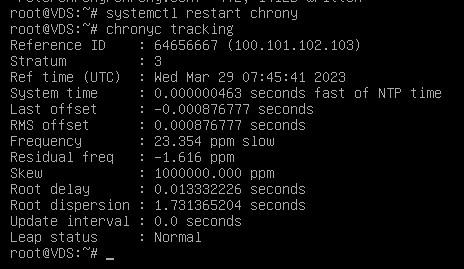 root@VDS:~# systemctl restart chrony
root@VDS:~# chronyc tracking
Reference ID    : 64656667 (100.101.102.103)
Stratum         : 3
Ref time (UTC)  : Wed Mar 29 07:45:41 2023
System time     : 0.000000463 seconds fast of NTP time
Last offset     : -0.000876777 seconds
RMS offset      : 0.000876777 seconds
Frequency       : 23.354 ppm slow
Residual freq   : -1.616 ppm
Skew            : 1000000.000 ppm
Root delay      : 0.013332226 seconds
Root dispersion : 1.731365204 seconds
Update interval : 0.0 seconds
Leap status     : Normal
root@VDS:~# _